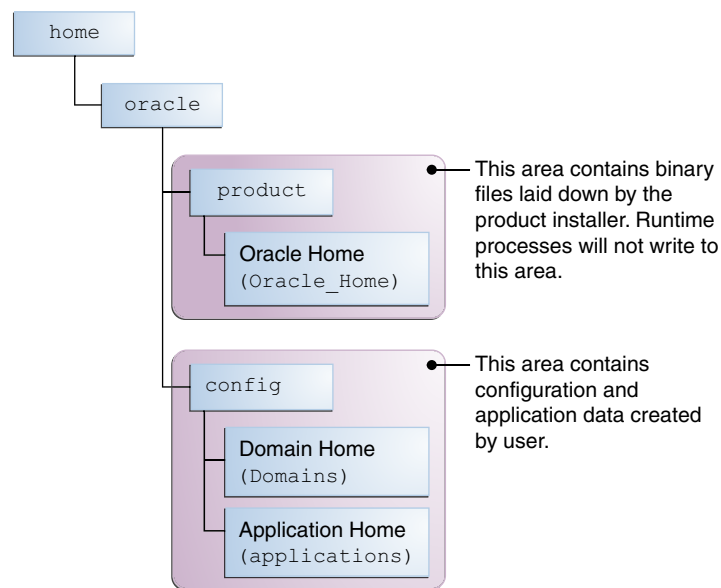 home
oracle
product
Oracle Home
(Oracle_Home)
This area contains binary
files laid down by the
product installer. Runtime
processes will not write to
this area.
config
Domain Home
(Domains)
Application Home
(applications)
This area contains
configuration and
application data created
by user.